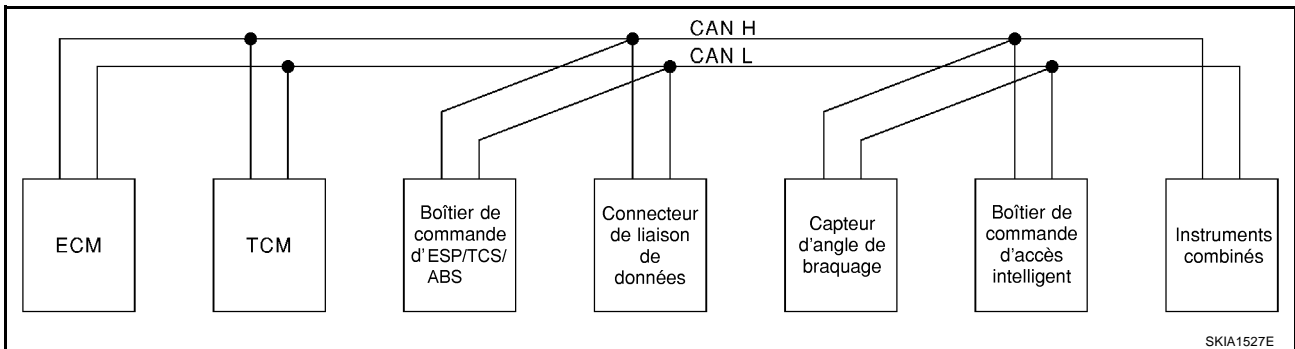 CAN H
CAN L
ECM
TCM
Boîtier de
commande
d'ESP/TCS/
ABS
Connecteur
de liaison
de
données
Capteur
d'angle de
braquage
Boîtier de
commande
d'accès
intelligent
Instruments
combinés
SKIA1527E